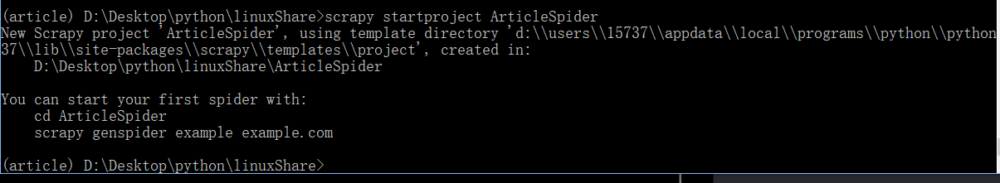 (article) D:\Desktop\python\linuxShare>scrapy startproject ArticleSpider
New Scrapy project 'ArticleSpider', using template directory 'd:\\users\\15737\\appdata\\local\\programs\\python\\python
37\\lib\\site-packages\\scrapy\\templates\\project', created in:
    D:\Desktop\python\linuxShare\ArticleSpider
You can start your first spider with:
    cd ArticleSpider
    scrapy genspider example example.com
(article) D:\Desktop\python\linuxShare>